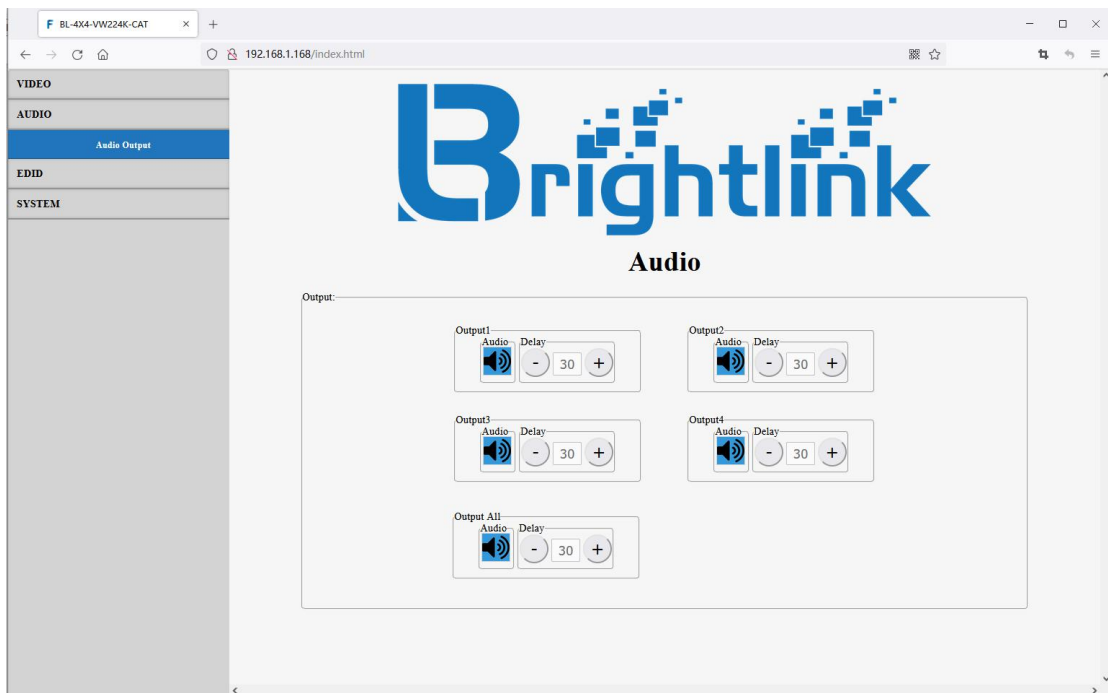 BL-4X4-VW224K-CAT
192.168.1.168/index.html
VIDEO
AUDIO
Audio Output
EDID
SYSTEM
Brightlink
Audio
Output:
Output1
Audio Delay
- 30 +
Output2
Audio Delay
- 30 +
Output3
Audio Delay
- 30 +
Output4
Audio Delay
- 30 +
Output All
Audio Delay
- 30 +